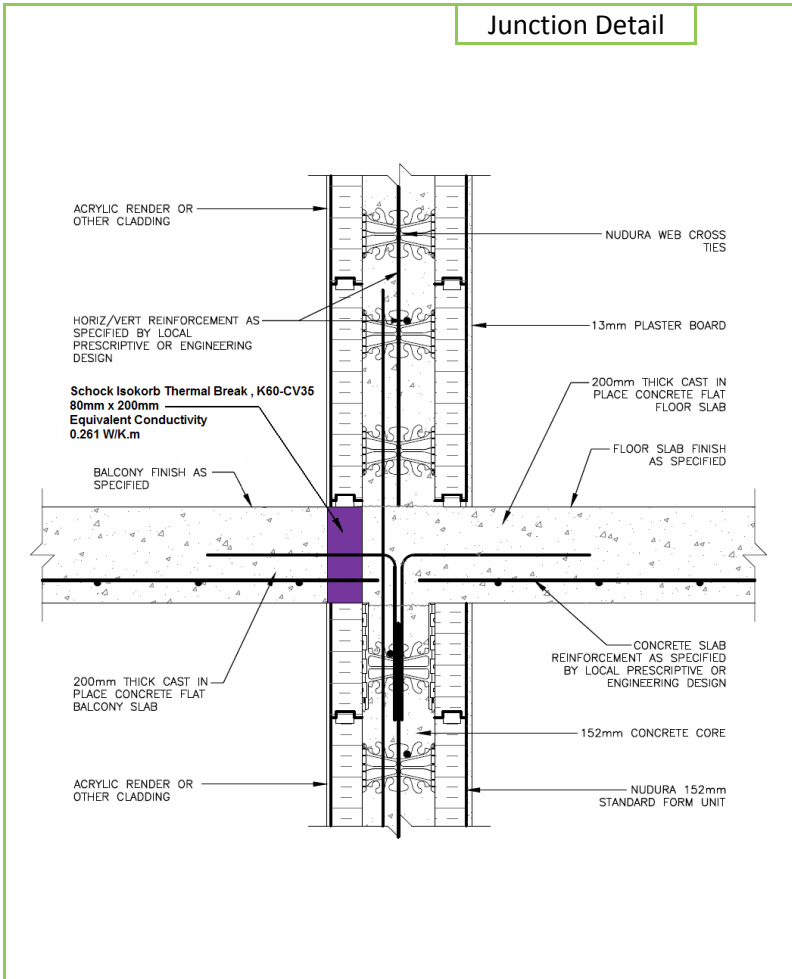 Junction Detail
ACRYLIC RENDER OR
OTHER CLADDING
NUDURA WEB CROSS
TIES
HORIZ/VERT REINFORCEMENT AS
SPECIFIED BY LOCAL
PRESCRIPTIVE OR ENGINEERING
DESIGN
13mm PLASTER BOARD
Schock Isokorb Thermal Break , K60-CV35
80mm x 200mm
Equivalent Conductivity
0.261 W/K.m
200mm THICK CAST IN
PLACE CONCRETE FLAT
FLOOR SLAB
BALCONY FINISH AS
SPECIFIED
FLOOR SLAB FINISH
AS SPECIFIED
200mm THICK CAST IN
PLACE CONCRETE FLAT
BALCONY SLAB
CONCRETE SLAB
REINFORCEMENT AS SPECIFIED
BY LOCAL PRESCRIPTIVE OR
ENGINEERING DESIGN
152mm CONCRETE CORE
ACRYLIC RENDER OR
OTHER CLADDING
NUDURA 152mm
STANDARD FORM UNIT